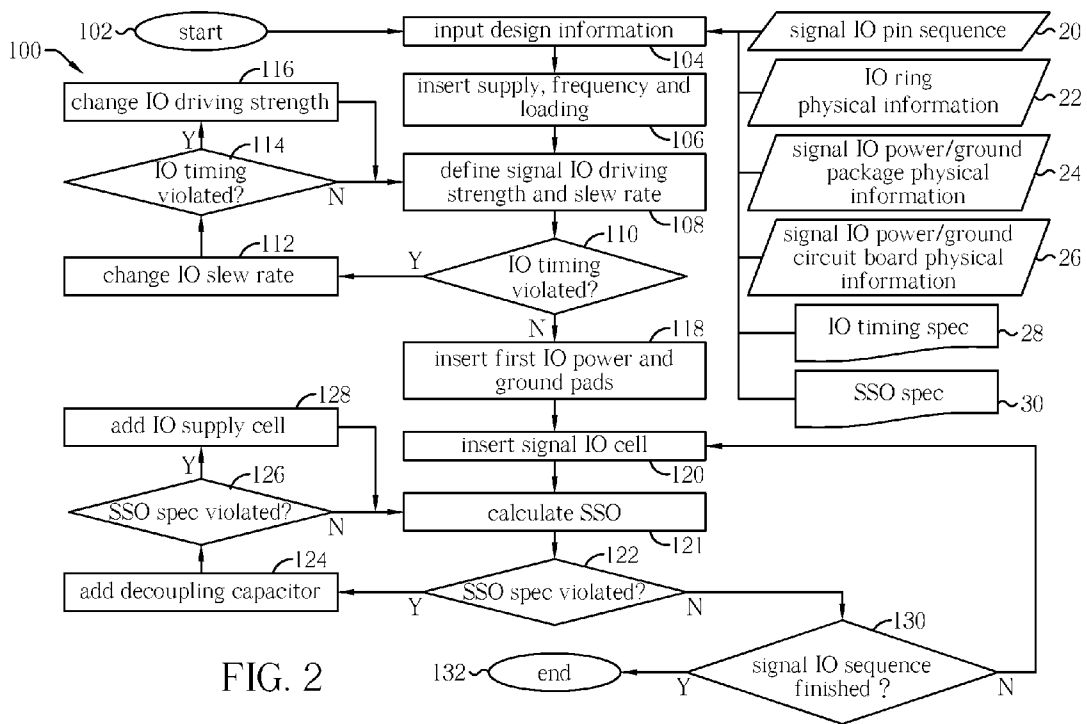 102
start
input design information
104
signal IO pin sequence
20
100
116
change IO driving strength
insert supply, frequency and
loading
106
IO ring
physical information
22
Y
114
IO timing
violated?
N
define signal IO driving
strength and slew rate
108
signal IO power/ground
package physical
information
24
112
change IO slew rate
Y
110
IO timing
violated?
N
signal IO power/ground
circuit board physical
information
26
118
insert first IO power and
ground pads
IO timing spec
28
SSO spec
30
128
add IO supply cell
insert signal IO cell
120
Y
126
SSO spec violated?
N
calculate SSO
121
124
add decoupling capacitor
Y
122
SSO spec violated?
N
130
signal IO sequence
finished ?
Y
N
132
end
FIG. 2